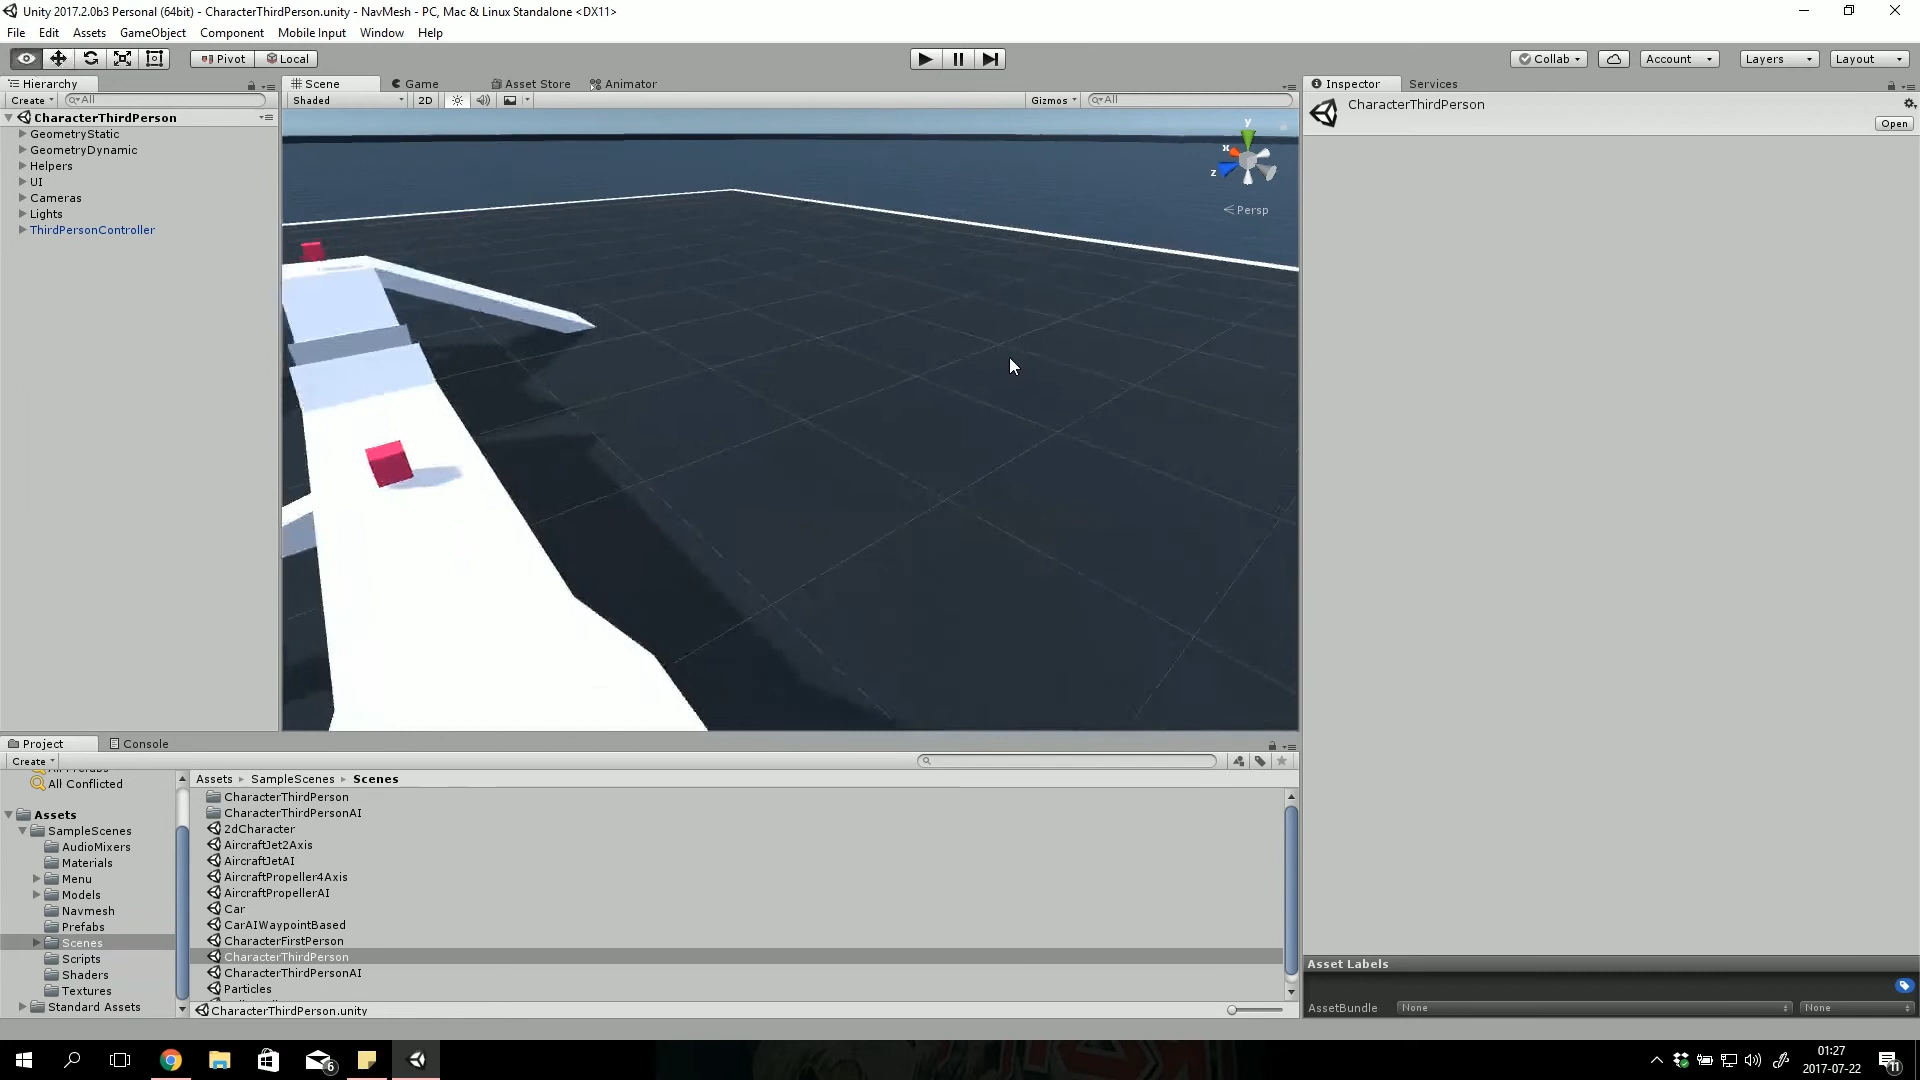 Unity 2017.2.0b3 Personal (64bit) - CharacterThirdPerson.unity - NavMesh - PC, Mac & Linux Standalone <DX11>
File Edit Assets GameObject Component Mobile Input Window Help
Pivot Local Collab Account Layers Layout
Hierarchy Scene Game Asset Store Animator Inspector Services
Create All Shaded 2D Gizmos All
CharacterThirdPerson
Open
CharacterThirdPerson
GeometryStatic
GeometryDynamic
Helpers
UI
Cameras
Lights
ThirdPersonController
y
x
z
Persp
Project Console
Create
All Conflicted
Assets
SampleScenes
AudioMixers
Materials
Menu
Models
Navmesh
Prefabs
Scenes
Scripts
Shaders
Textures
Standard Assets
Assets SampleScenes Scenes
CharacterThirdPerson
CharacterThirdPersonAI
2dCharacter
AircraftJet2Axis
AircraftJetAI
AircraftPropeller4Axis
AircraftPropellerAI
Car
CarAIWaypointBased
CharacterFirstPerson
CharacterThirdPerson
CharacterThirdPersonAI
Particles
CharacterThirdPerson.unity
Asset Labels
AssetBundle None None
6
01:27
2017-07-22
11